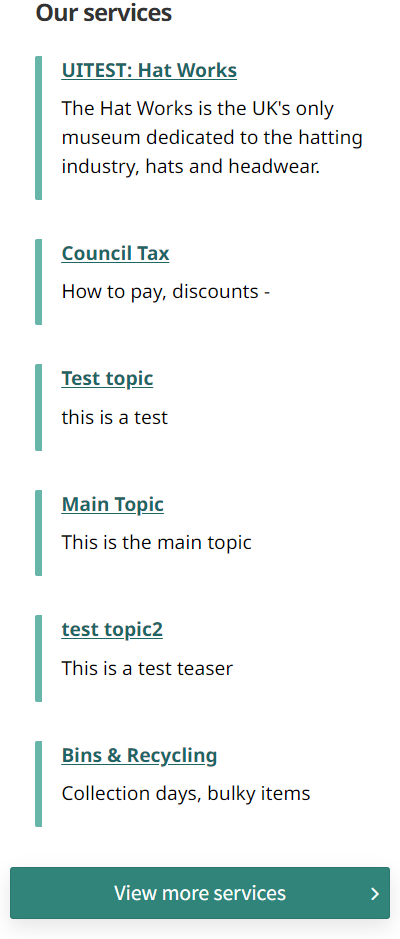 Our services
UITEST: Hat Works
The Hat Works is the UK's only
museum dedicated to the hatting
industry, hats and headwear.
Council Tax
How to pay, discounts -
Test topic
this is a test
Main Topic
This is the main topic
test topic2
This is a test teaser
Bins & Recycling
Collection days, bulky items
View more services